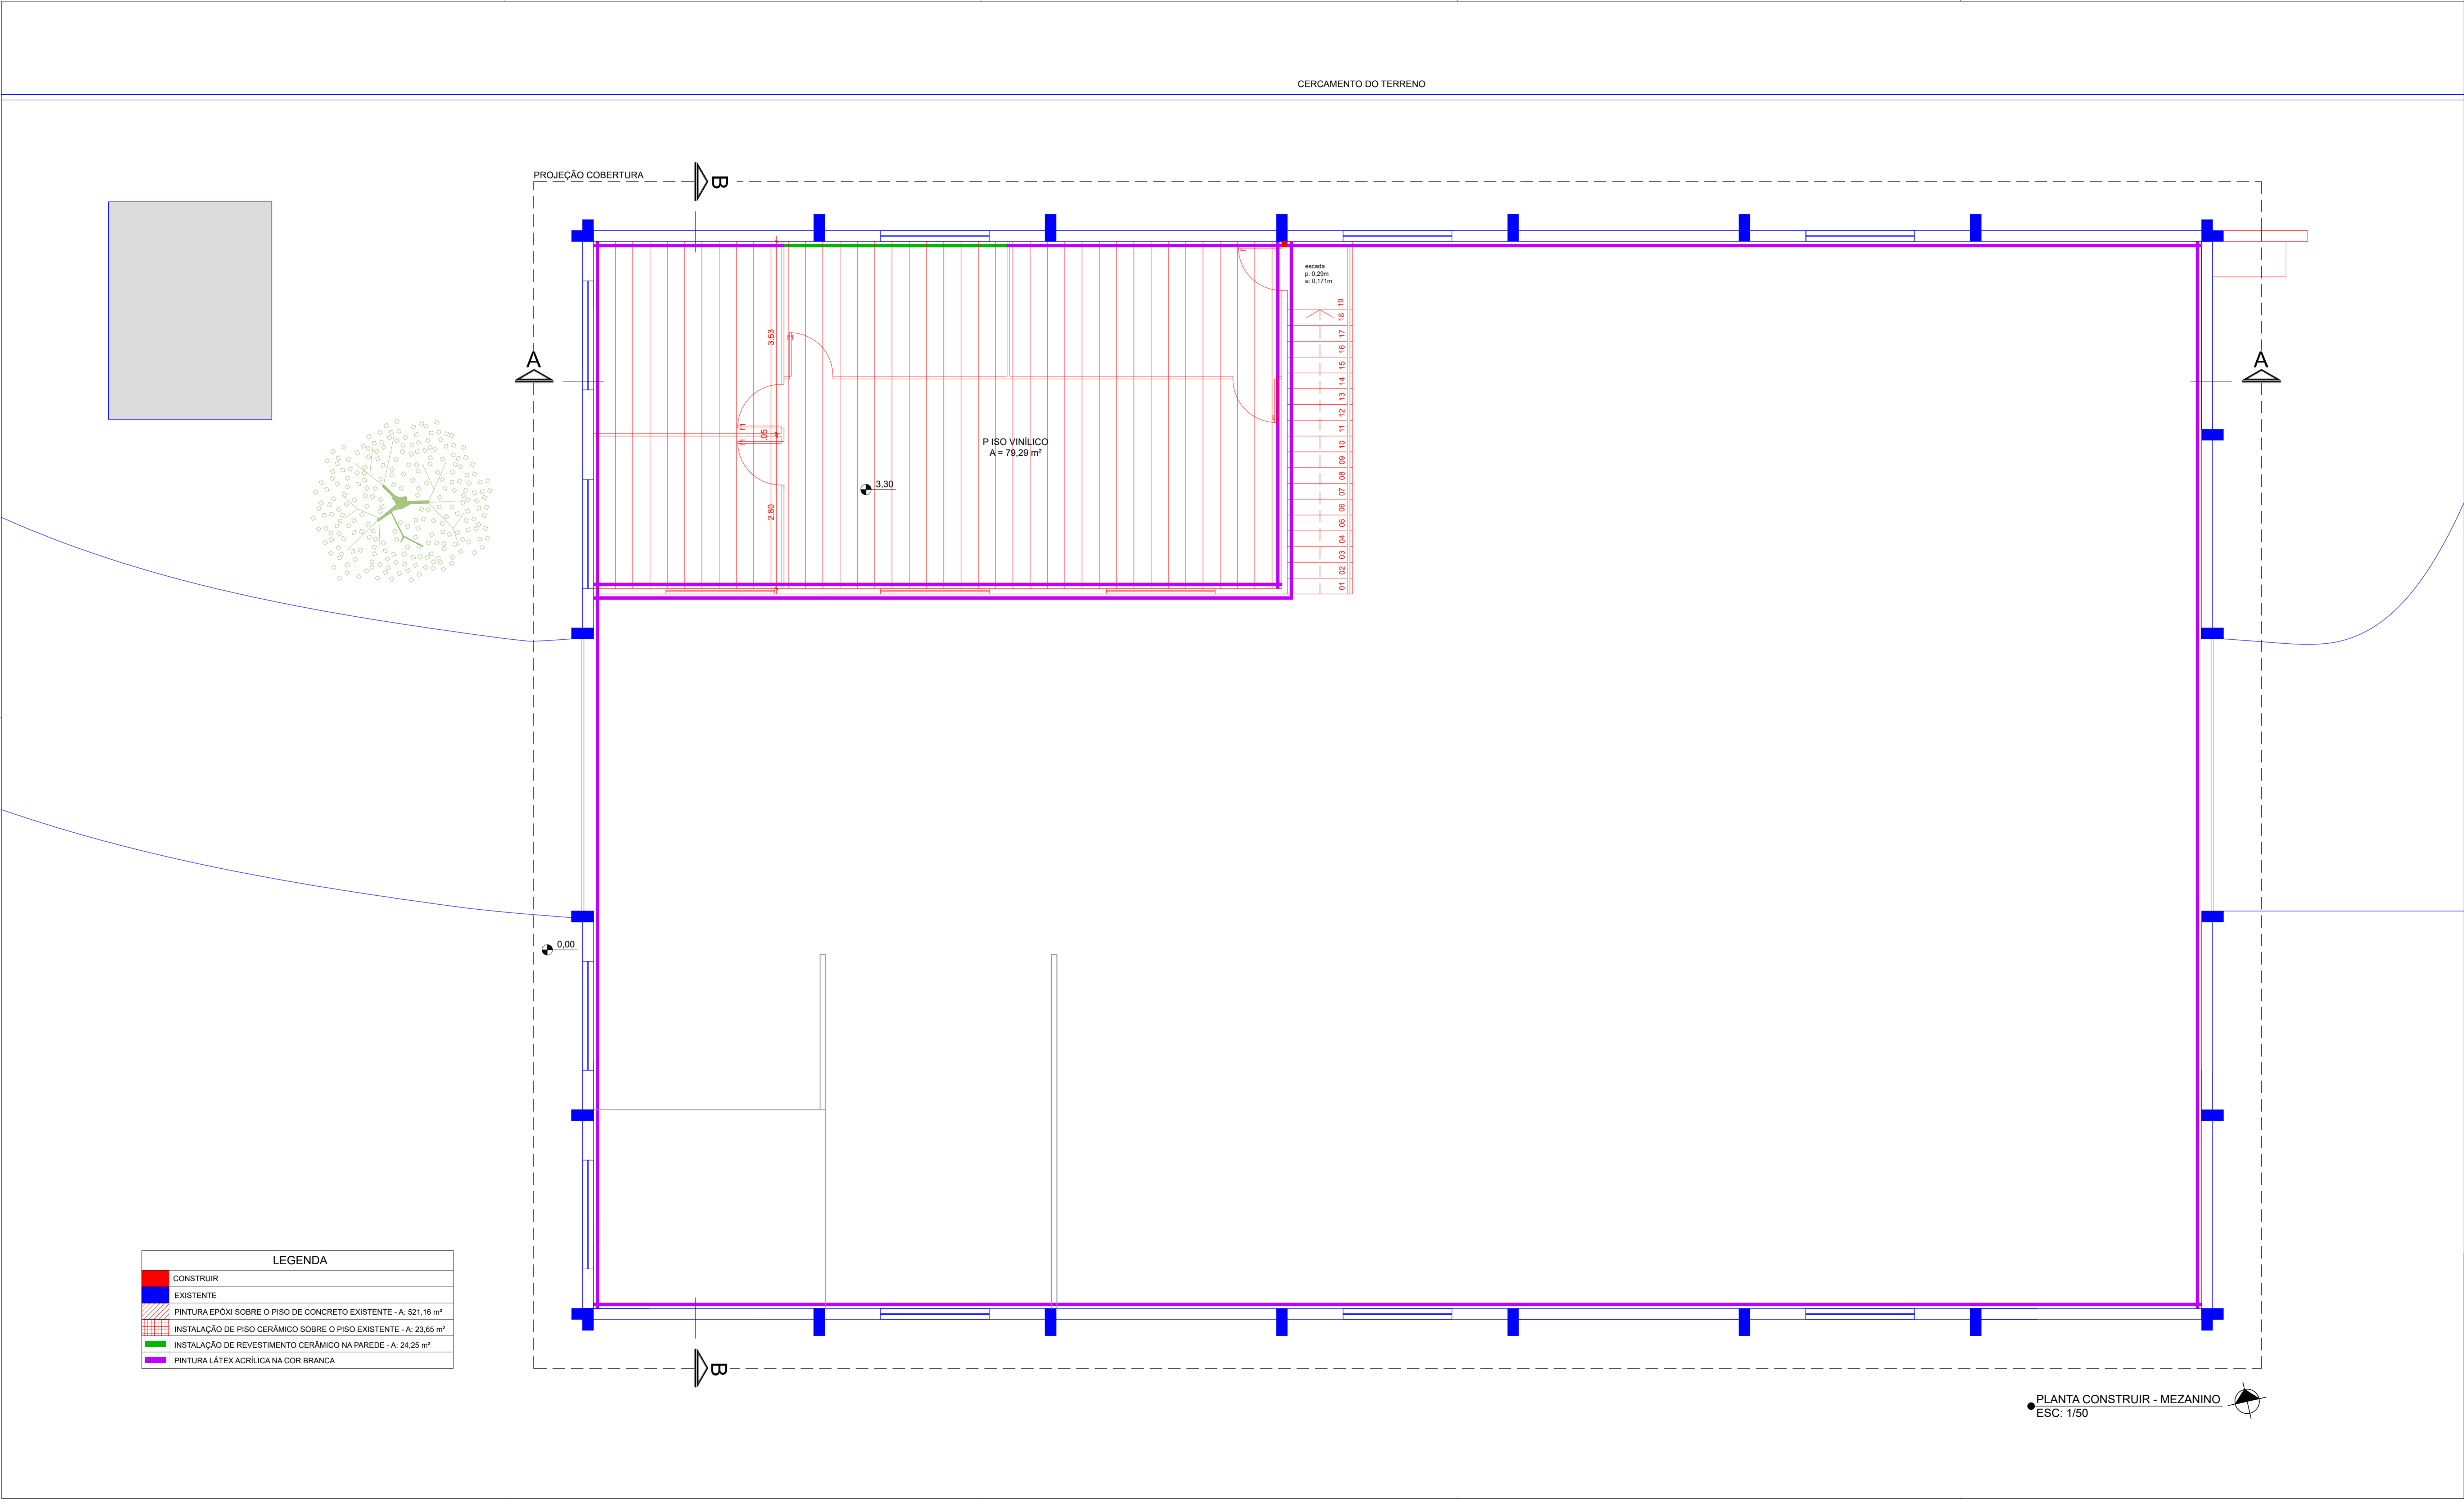 CERCAMENTO DO TERRENO
PROJEÇÃO COBERTURA
B
escada
p: 0,29m
e: 0,171m
A
A
3.53
.05
2.80
P ISO VINÍLICO
A = 79,29 m²
3,30
19
18
17
16
15
14
13
12
11
10
09
08
07
06
05
04
03
02
01
0,00
LEGENDA
CONSTRUIR
EXISTENTE
PINTURA EPÓXI SOBRE O PISO DE CONCRETO EXISTENTE - A: 521,16 m²
INSTALAÇÃO DE PISO CERÂMICO SOBRE O PISO EXISTENTE - A: 23,65 m²
INSTALAÇÃO DE REVESTIMENTO CERÂMICO NA PAREDE - A: 24,25 m²
PINTURA LÁTEX ACRÍLICA NA COR BRANCA
B
PLANTA CONSTRUIR - MEZANINO
ESC: 1/50